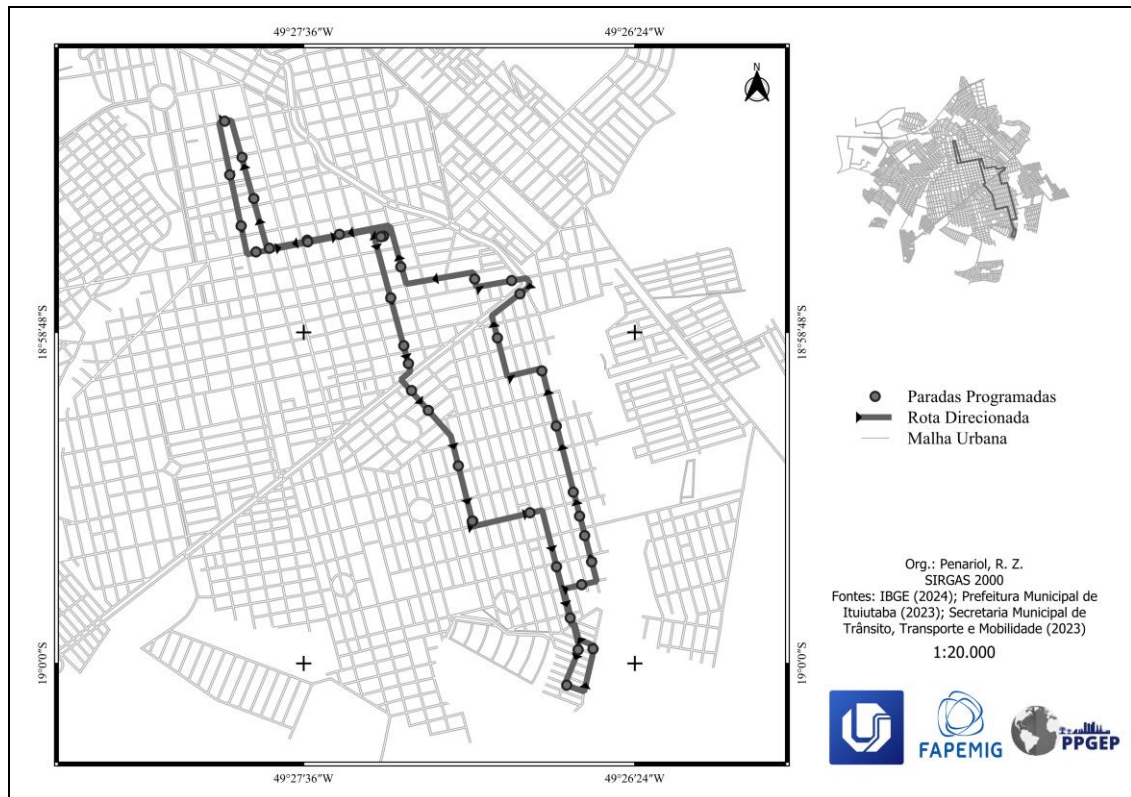 49°27'36"W
49°26'24"W
N
18°58'48"S
18°58'48"S
19°0'0"S
19°0'0"S
49°27'36"W
49°26'24"W
Paradas Programadas
Rota Direcionada
Malha Urbana
Org.: Penariol, R. Z.
SIRGAS 2000
Fontes: IBGE (2024); Prefeitura Municipal de
Ituiutaba (2023); Secretaria Municipal de
Trânsito, Transporte e Mobilidade (2023)
1:20.000
FAPEMIG
PPGEP